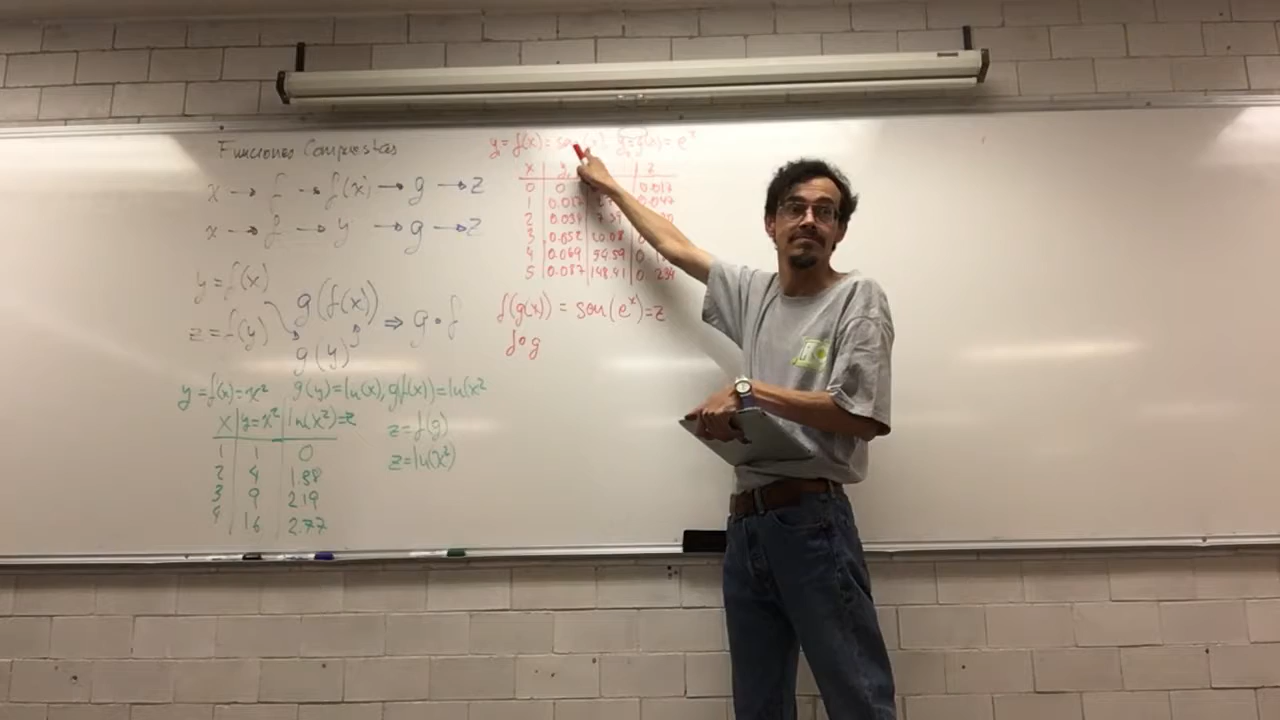 Funciones Compuestas
x → f → f(x) → g → z
x → f → y → g → z
y = f(x)
g(f(x)) ⇒ g • f
z = f(y)
g(y)
y = f(x) = x² g(y) = ln(x), g(f(x)) = ln(x²
x y=x² ln(x²)=z
1 1 0
2 4 1.38
3 9 2.19
4 16 2.77
z = f(g)
z = ln(x²)
y = f(x) = sen y = g(x) = eˣ
x y z
0 0 0.017
1 0.017 0.047
2 0.034 7.39
3 0.052 20.08
4 0.069 54.59
5 0.087 148.41 0.234
f(g(x)) = sen(eˣ) = z
f∘g